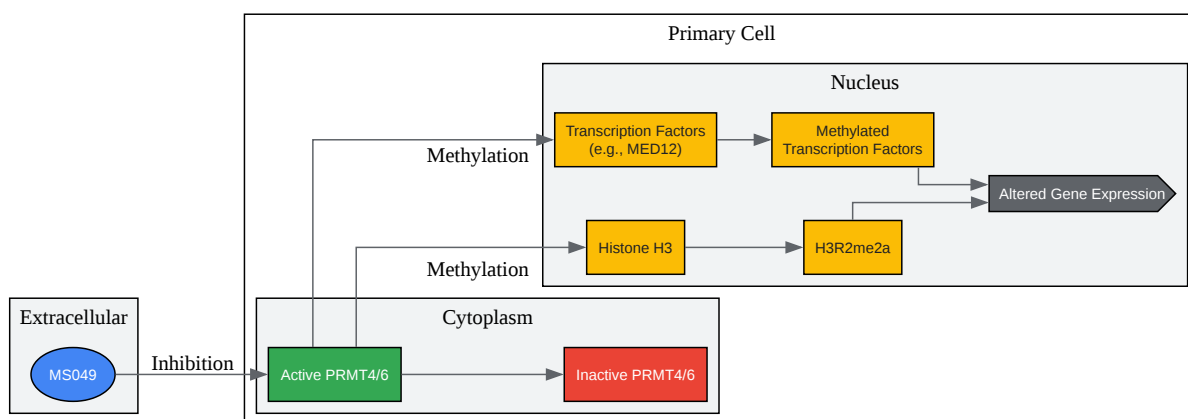 Primary Cell
Nucleus
Transcription Factors
(e.g., MED12)
Methylated
Transcription Factors
Methylation
Altered Gene Expression
Histone H3
H3R2me2a
Methylation
Extracellular
Cytoplasm
MS049
Inhibition
Active PRMT4/6
Inactive PRMT4/6